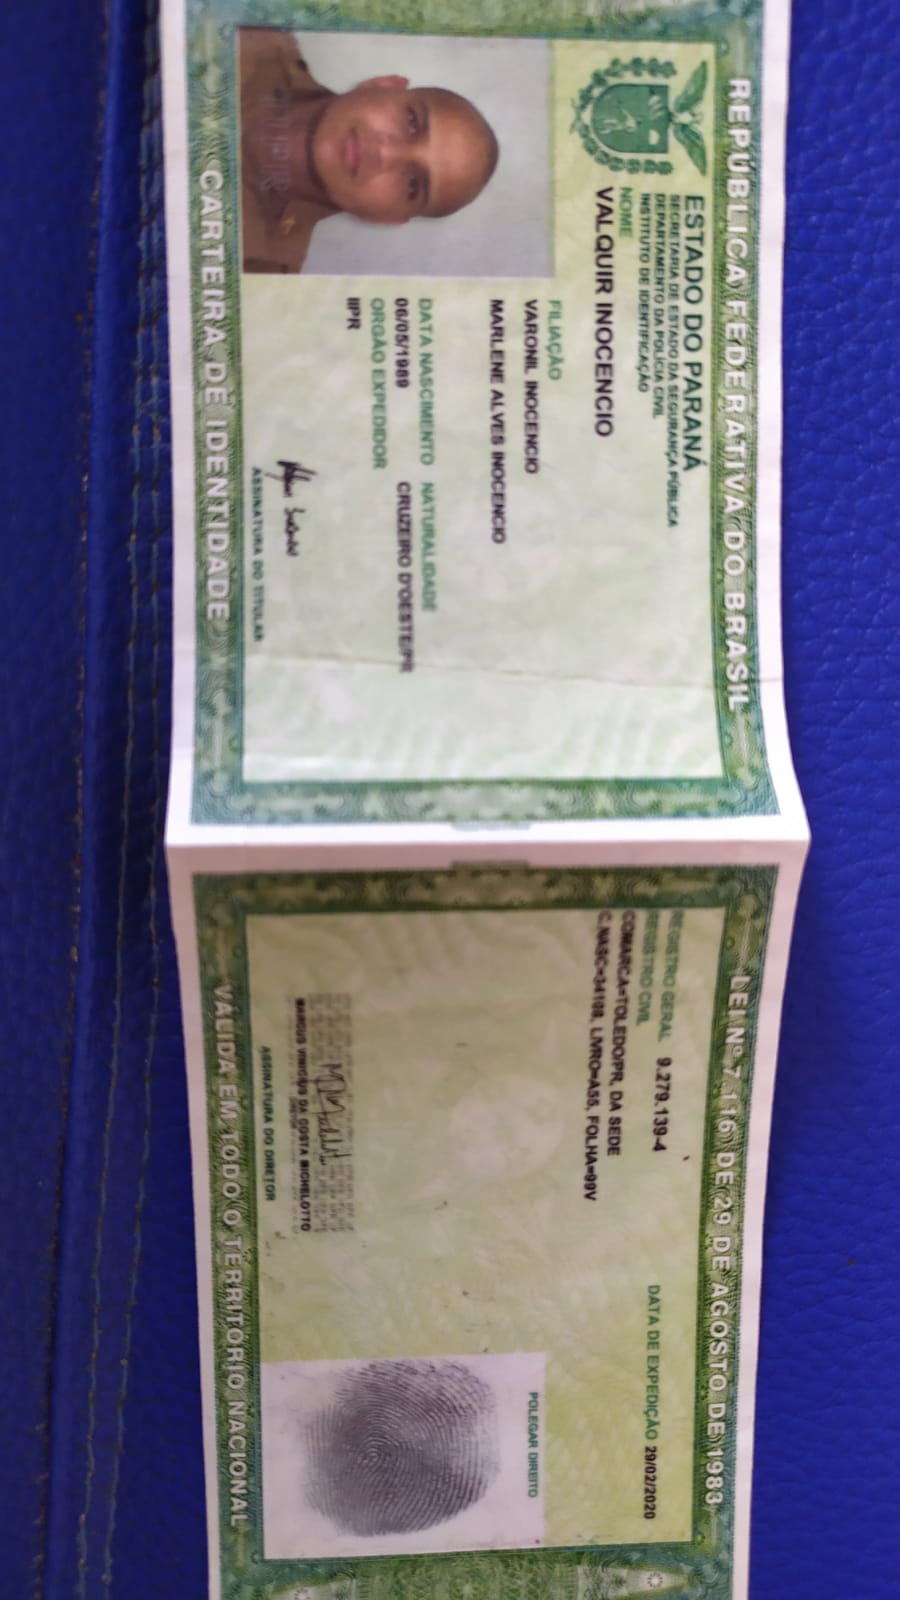 REPÚBLICA FEDERATIVA DO BRASIL
ESTADO DO PARANÁ
SECRETARIA DE ESTADO DA SEGURANÇA PÚBLICA
DEPARTAMENTO DA POLÍCIA CIVIL
INSTITUTO DE IDENTIFICAÇÃO
NOME
VALQUIR INOCENCIO
FILIAÇÃO
VARONIL INOCENCIO
MARLENE ALVES INOCENCIO
DATA NASCIMENTO NATURALIDADE
06/05/1989 CRUZEIRO D'OESTE/PR
ORGÃO EXPEDIDOR
IIPR
ASSINATURA DO TITULAR
CARTEIRA DE IDENTIDADE
LEI Nº 7.116 DE 29 DE AGOSTO DE 1983
REGISTRO GERAL 9.279.139-4 DATA DE EXPEDIÇÃO 29/02/2020
REGISTRO CIVIL
COMARCA=TOLEDO/PR, DA SEDE
C.NASC=34198, LIVRO=A55, FOLHA=99V
POLEGAR DIREITO
MARCUS VINICIUS DA COSTA MICHELOTTO
ASSINATURA DO DIRETOR
VÁLIDA EM TODO O TERRITÓRIO NACIONAL